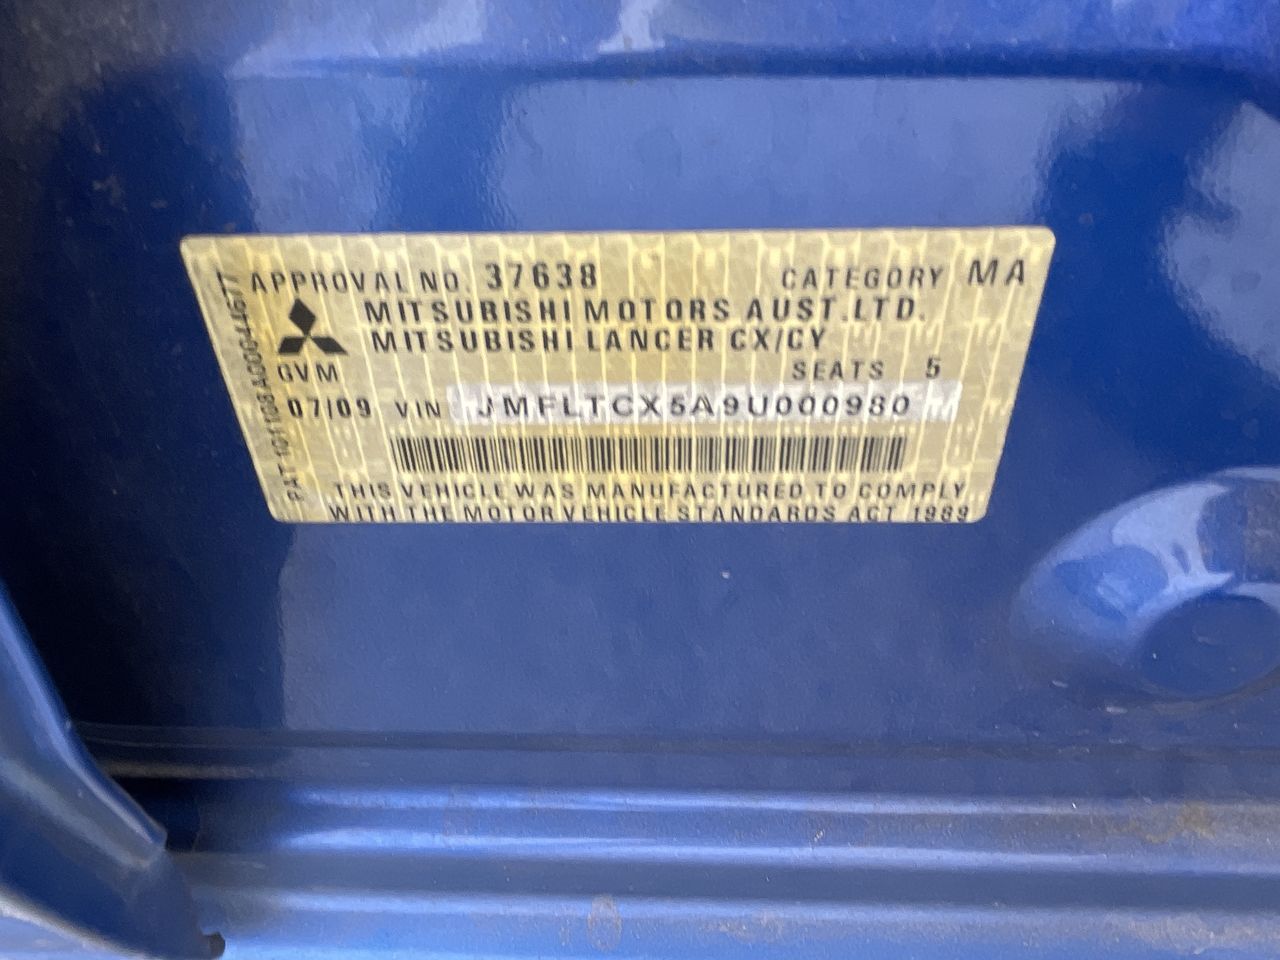 APPROVAL NO. 37638 CATEGORY MA
MITSUBISHI MOTORS AUST.LTD.
MITSUBISHI LANCER CX/CY
GVM SEATS 5
07/09 VIN JMFLTCX5A9U000980
THIS VEHICLE WAS MANUFACTURED TO COMPLY
WITH THE MOTOR VEHICLE STANDARDS ACT 1989